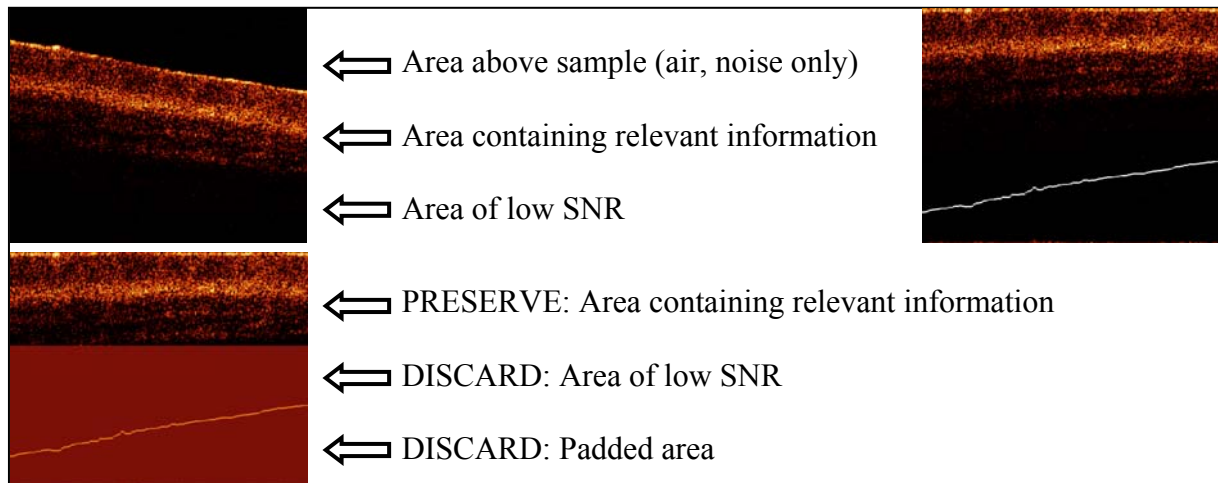 Area above sample (air, noise only)
Area containing relevant information
Area of low SNR
PRESERVE: Area containing relevant information
DISCARD: Area of low SNR
DISCARD: Padded area